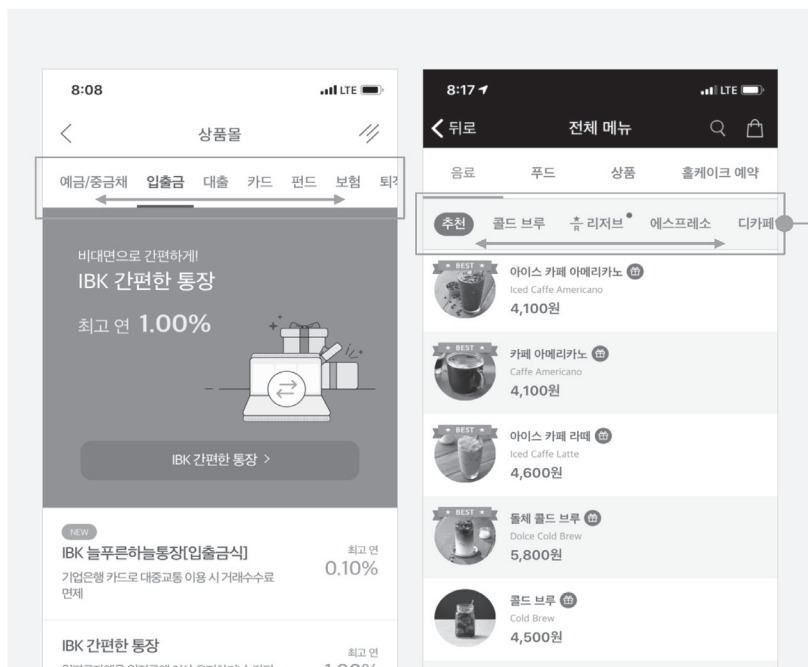 8:08
LTE
상품몰
예금/중금채 입출금 대출 카드 펀드 보험
비대면으로 간편하게!
IBK 간편한 통장
최고 연 1.00%
IBK 간편한 통장 >
NEW
IBK 늘푸른하늘통장[입출금식]
최고 연
0.10%
기업은행 카드로 대중교통 이용 시 거래수수료
면제
IBK 간편한 통장
최고 연
8:17
LTE
뒤로
전체 메뉴
음료 푸드 상품 홀케이크 예약
추천 콜드 브루 R 리저브 에스프레소 디카페
BEST
아이스 카페 아메리카노
Iced Caffe Americano
4,100원
BEST
카페 아메리카노
Caffe Americano
4,100원
BEST
아이스 카페 라떼
Iced Caffe Latte
4,600원
BEST
돌체 콜드 브루
Dolce Cold Brew
5,800원
콜드 브루
Cold Brew
4,500원